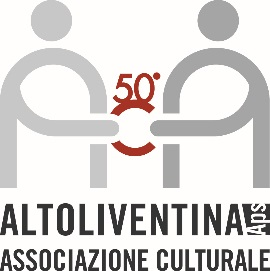 50°
ALTOLIVENTINA Aps
ASSOCIAZIONE CULTURALE